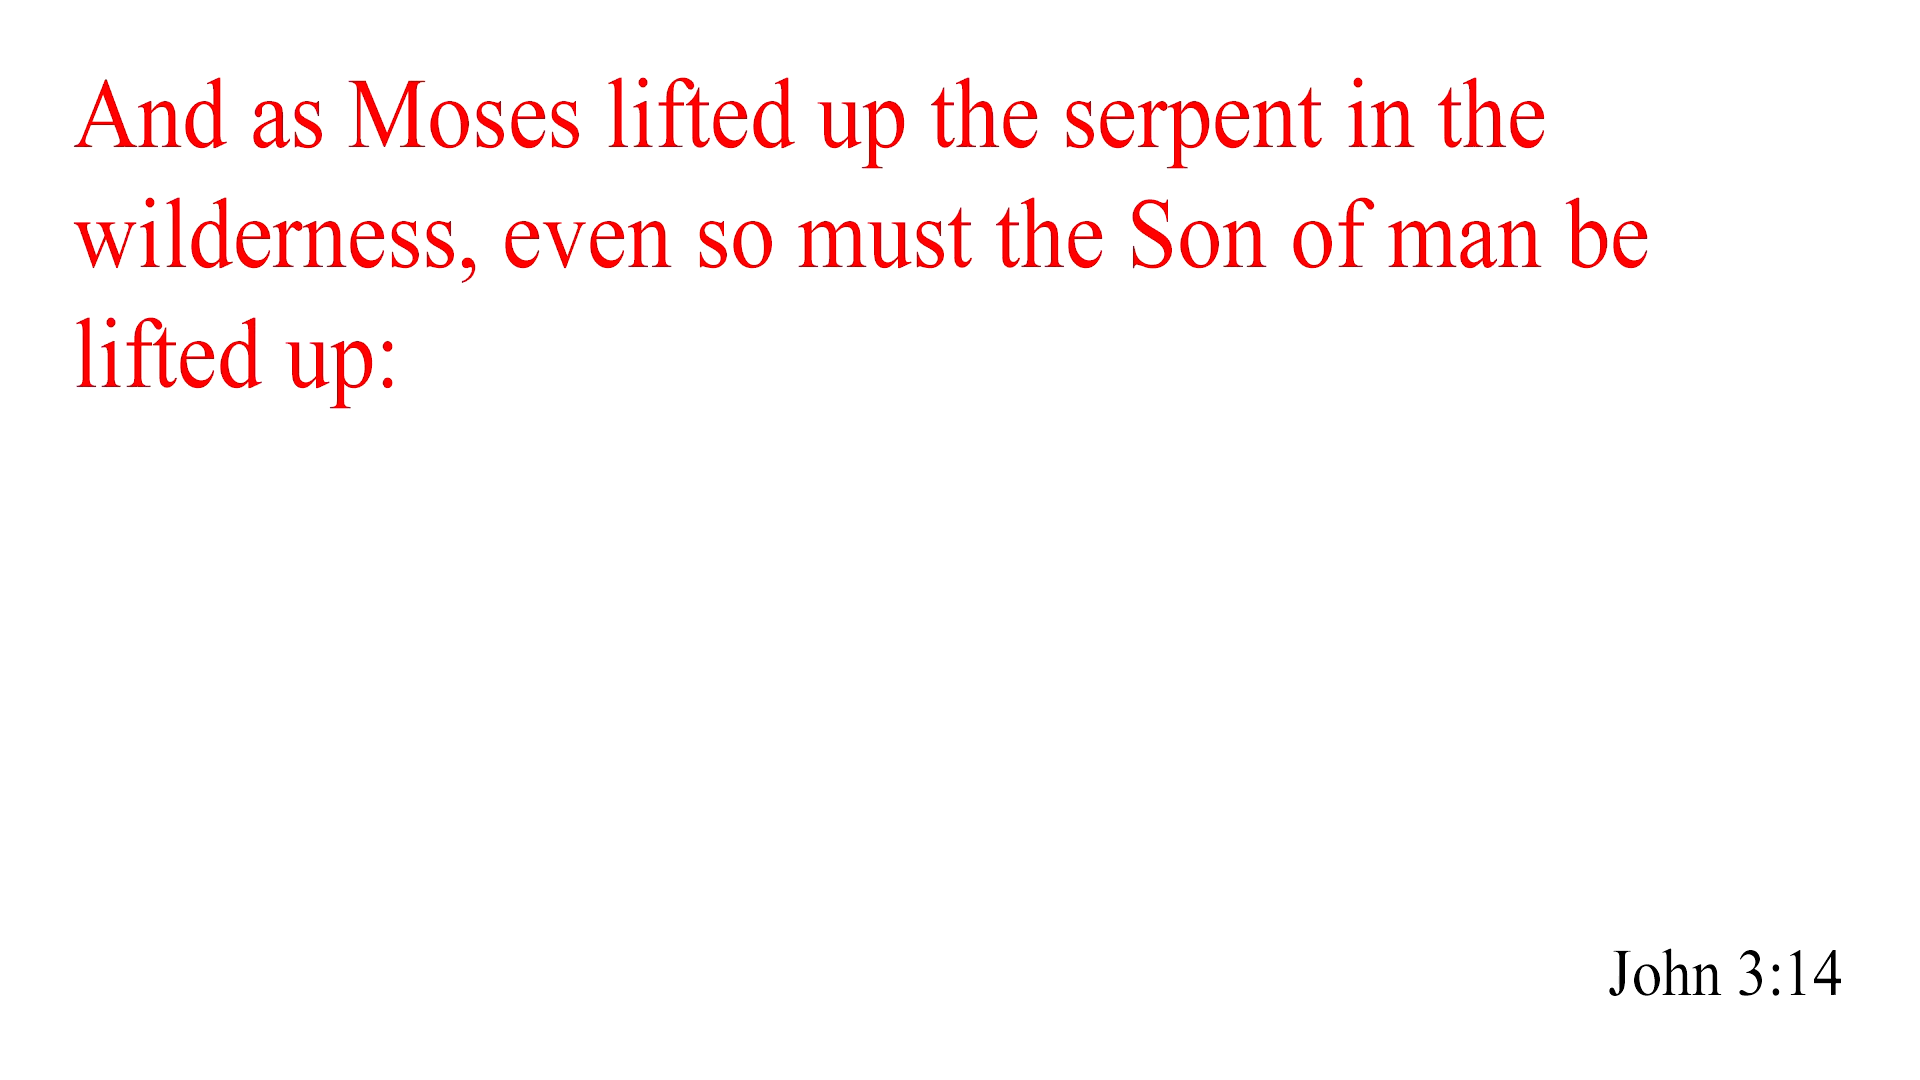 And as Moses lifted up the serpent in the
wilderness, even so must the Son of man be
lifted up:
John 3:14